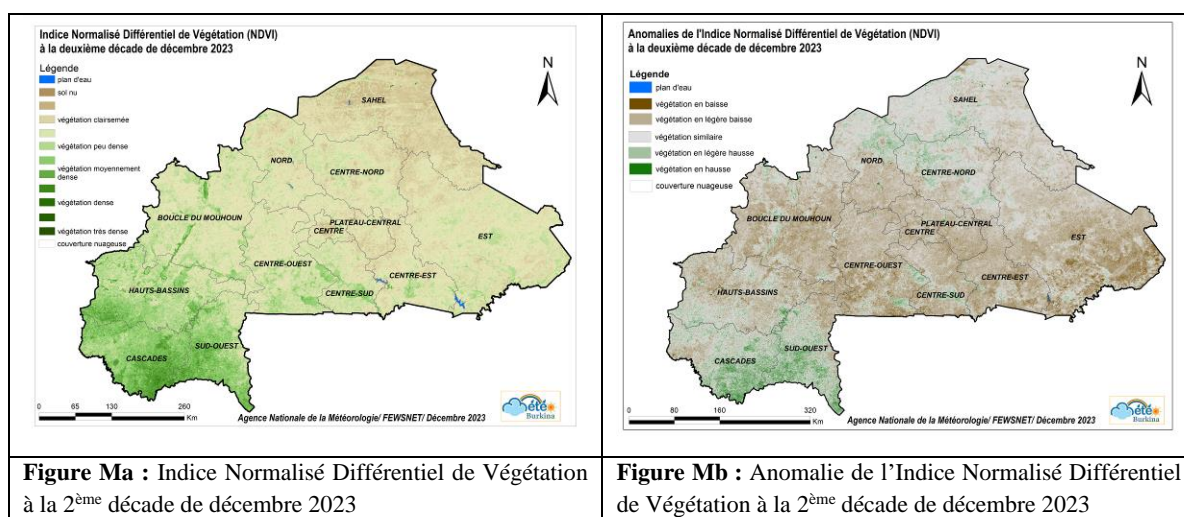 Indice Normalisé Différentiel de Végétation (NDVI)
à la deuxième décade de décembre 2023
Légende
plan d'eau
sol nu
végétation clairsemée
végétation peu dense
végétation moyennement
dense
végétation dense
végétation très dense
couverture nuageuse
N
SAHEL
NORD
CENTRE-NORD
BOUCLE DU MOUHOUN
PLATEAU-CENTRAL
CENTRE
EST
CENTRE-OUEST
CENTRE-EST
HAUTS-BASSINS
CENTRE-SUD
SUD-OUEST
CASCADES
0 65 130 260
Km
Agence Nationale de la Météorologie/ FEWSNET/ Décembre 2023
Météo
Burkina
Anomalies de l'Indice Normalisé Différentiel de Végétation (NDVI)
à la deuxième décade de décembre 2023
Légende
plan d'eau
végétation en baisse
végétation en légère baisse
végétation similaire
végétation en légère hausse
végétation en hausse
couverture nuageuse
N
SAHEL
NORD
CENTRE-NORD
BOUCLE DU MOUHOUN
PLATEAU-CENTRAL
CENTRE
EST
CENTRE-OUEST
CENTRE-EST
HAUTS-BASSINS
CENTRE-SUD
SUD-OUEST
CASCADES
0 80 160 320
Km
Agence Nationale de la Météorologie/ FEWSNET/ Décembre 2023
Météo
Burkina
Figure Ma : Indice Normalisé Différentiel de Végétation
à la 2ème décade de décembre 2023
Figure Mb : Anomalie de l'Indice Normalisé Différentiel
de Végétation à la 2ème décade de décembre 2023